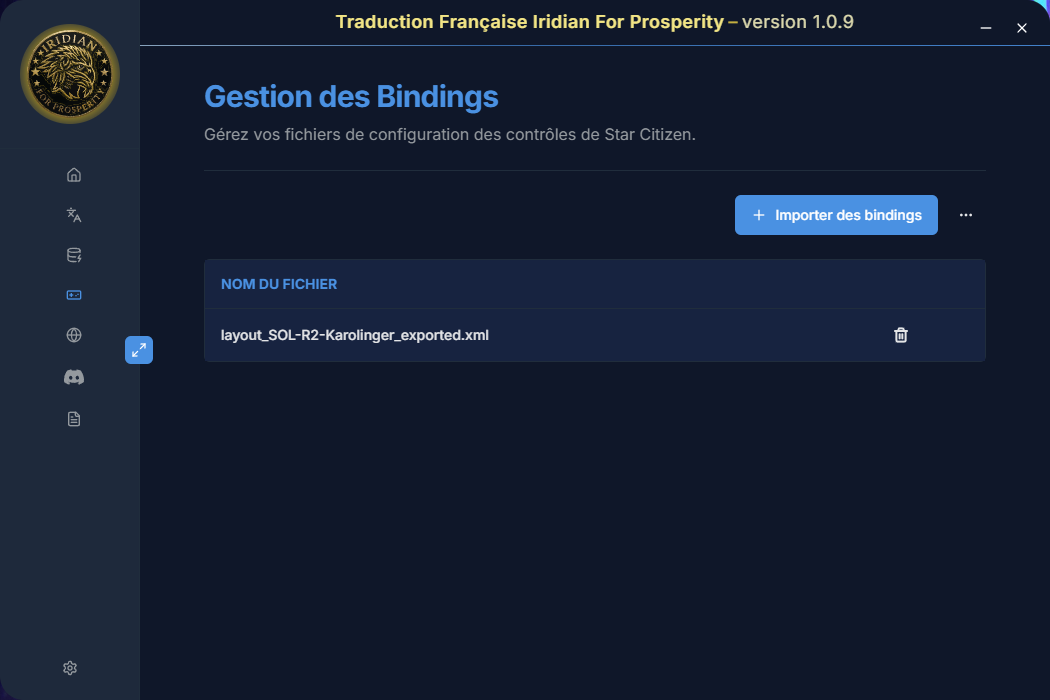 IRIDIAN
FOR PROSPERITY
Traduction Française Iridian For Prosperity – version 1.0.9
Gestion des Bindings
Gérez vos fichiers de configuration des contrôles de Star Citizen.
Importer des bindings
NOM DU FICHIER
layout_SOL-R2-Karolinger_exported.xml